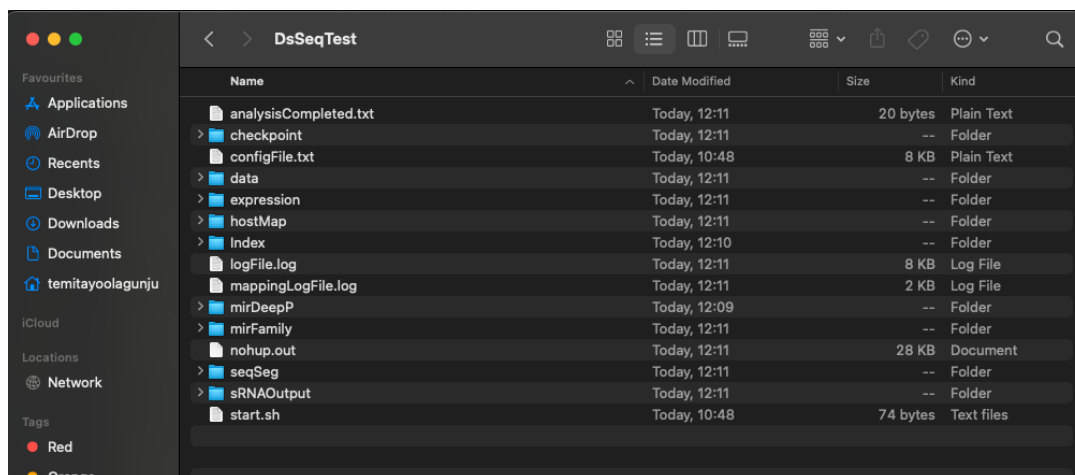 DsSeqTest
Favourites
Applications
AirDrop
Recents
Desktop
Downloads
Documents
temitayoolagunju
iCloud
Locations
Network
Tags
Red
Name Date Modified Size Kind
analysisCompleted.txt Today, 12:11 20 bytes Plain Text
checkpoint Today, 12:11 -- Folder
configFile.txt Today, 10:48 8 KB Plain Text
data Today, 12:11 -- Folder
expression Today, 12:11 -- Folder
hostMap Today, 12:11 -- Folder
Index Today, 12:10 -- Folder
logFile.log Today, 12:11 8 KB Log File
mappingLogFile.log Today, 12:11 2 KB Log File
mirDeepP Today, 12:09 -- Folder
mirFamily Today, 12:11 -- Folder
nohup.out Today, 12:11 28 KB Document
seqSeg Today, 12:11 -- Folder
sRNAOutput Today, 12:11 -- Folder
start.sh Today, 10:48 74 bytes Text files